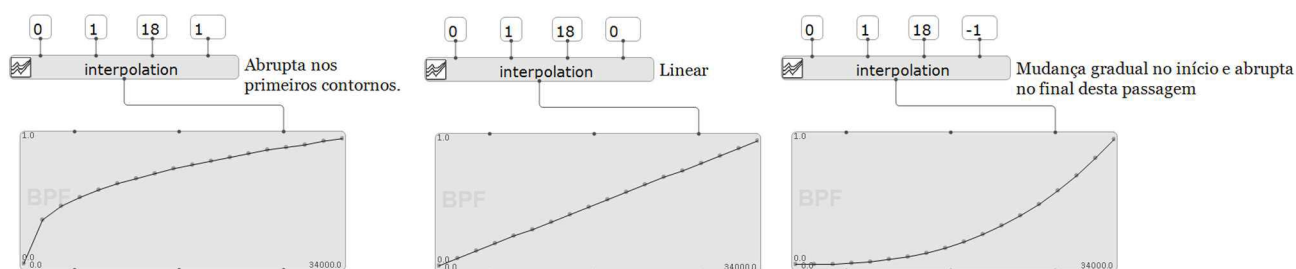 0 1 18 1
interpolation
Abrupta nos
primeiros contornos.
1.0
BPF
0.0
0.0
34000.0
0 1 18 0
interpolation
Linear
1.0
BPF
0.0
0.0
34000.0
0 1 18 -1
interpolation
Mudança gradual no início e abrupta
no final desta passagem
1.0
BPF
0.0
0.0
34000.0